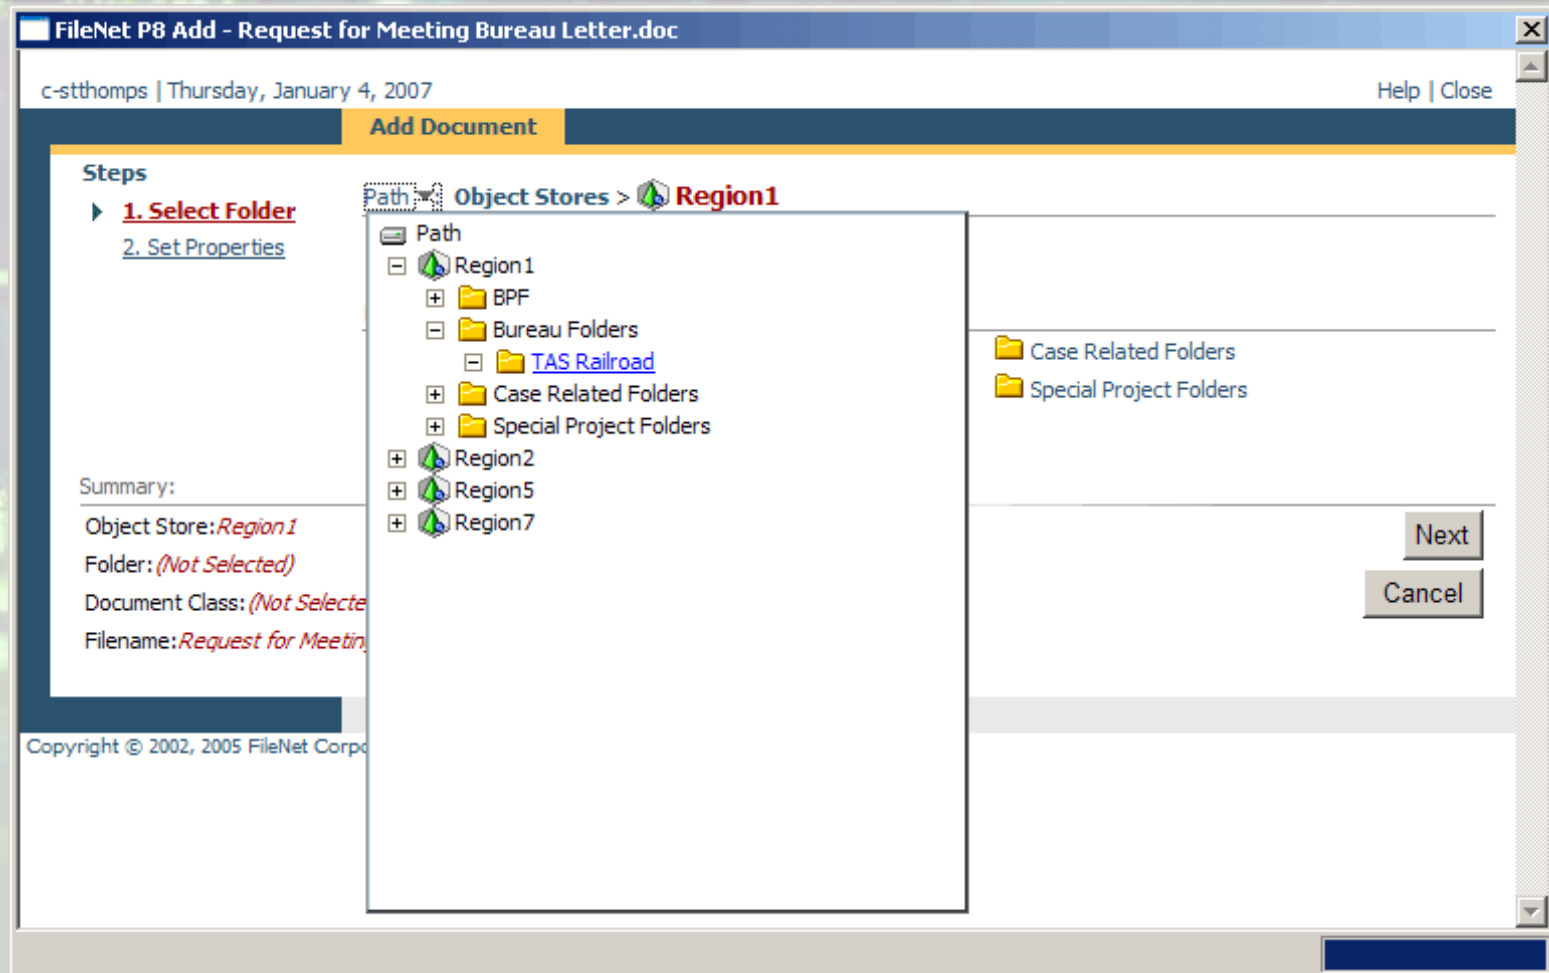 FileNet P8 Add - Request for Meeting Bureau Letter.doc
c-stthomps | Thursday, January 4, 2007
Help | Close
Add Document
Steps
1. Select Folder
2. Set Properties
Path Object Stores > Region1
Path
Region1
BPF
Bureau Folders
TAS Railroad
Case Related Folders
Special Project Folders
Region2
Region5
Region7
Case Related Folders
Special Project Folders
Summary:
Object Store: Region1
Folder: (Not Selected)
Document Class: (Not Selecte
Filename: Request for Meeting
Next
Cancel
Copyright © 2002, 2005 FileNet Corpo